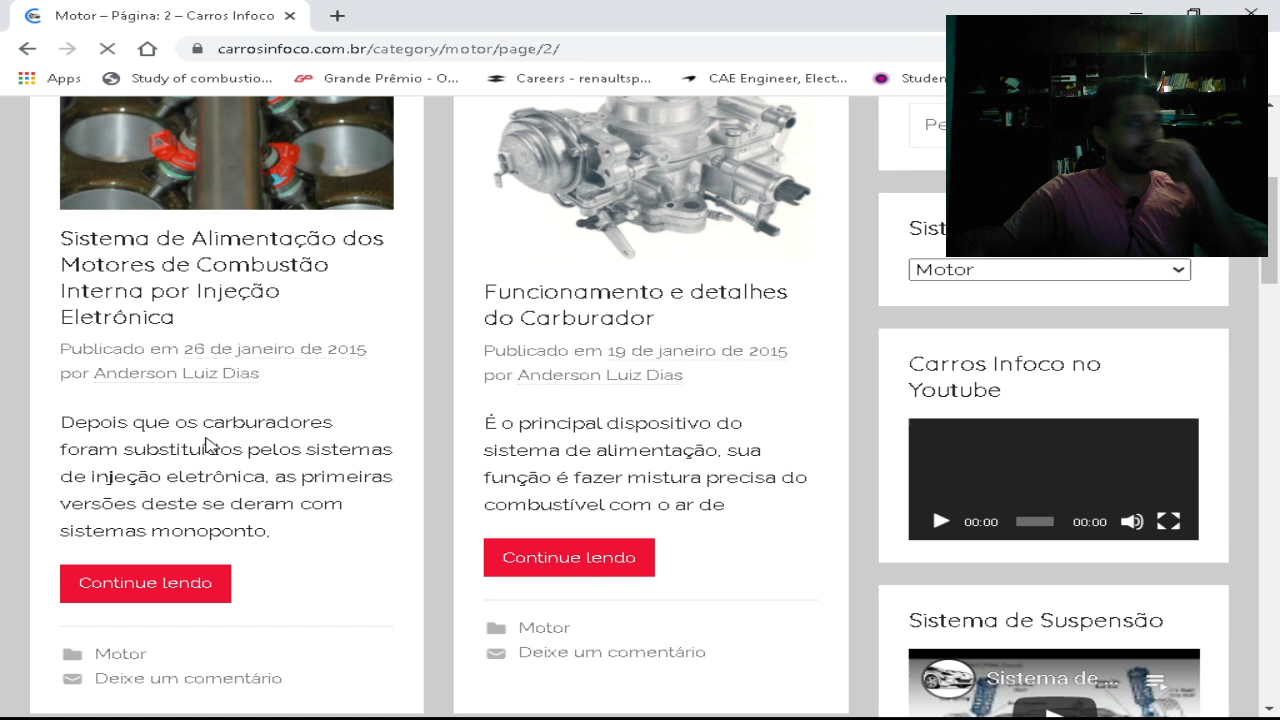 Motor – Página: 2 – Carros Infoco
carrosinfoco.com.br/category/motor/page/2/
Apps
Study of combustio...
Grande Prêmio - O...
Careers - renaultsp...
CAE Engineer, Elect...
Studen
Sistema de Alimentação dos
Motores de Combustão
Interna por Injeção
Eletrônica
Publicado em 26 de janeiro de 2015
por Anderson Luiz Dias
Depois que os carburadores
foram substituídos pelos sistemas
de injeção eletrônica, as primeiras
versões deste se deram com
sistemas monoponto,
Continue lendo
Motor
Deixe um comentário
Funcionamento e detalhes
do Carburador
Publicado em 19 de janeiro de 2015
por Anderson Luiz Dias
É o principal dispositivo do
sistema de alimentação, sua
função é fazer mistura precisa do
combustível com o ar de
Continue lendo
Motor
Deixe um comentário
Pe
Sist
Motor
Carros Infoco no
Youtube
00:00
00:00
Sistema de Suspensão
Sistema de...